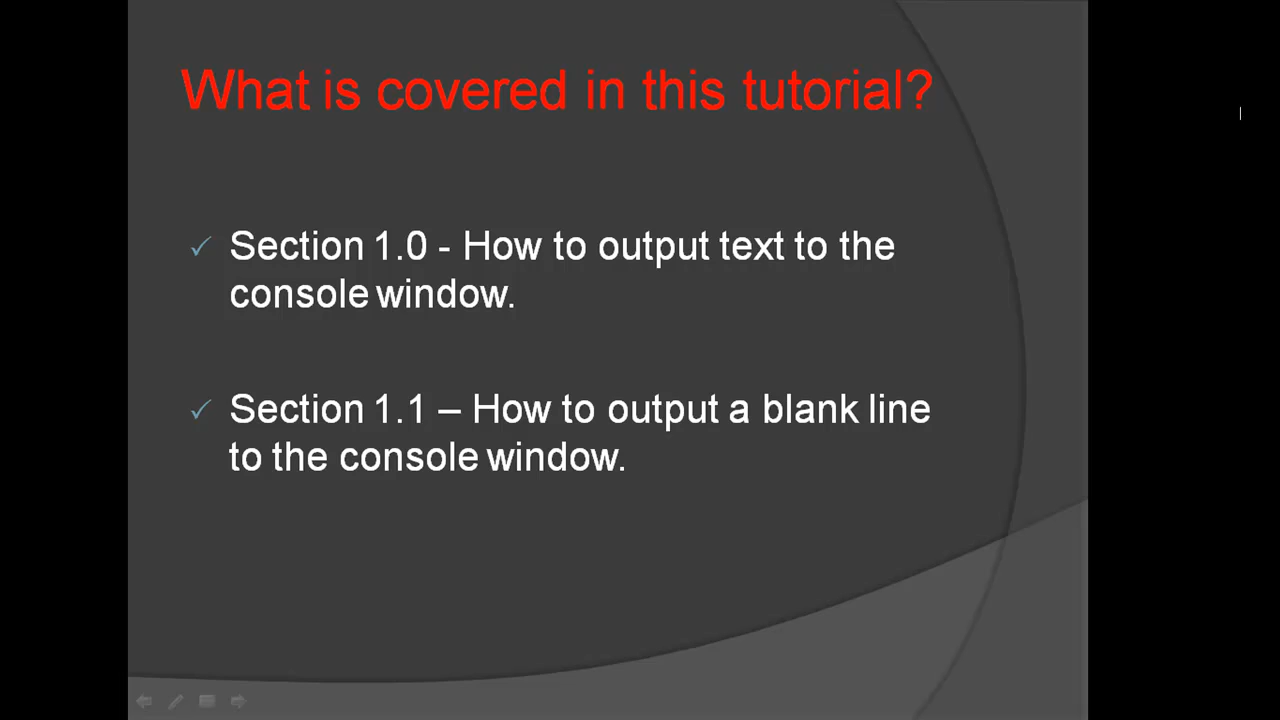 What is covered in this tutorial?
Section 1.0 - How to output text to the
console window.
Section 1.1 – How to output a blank line
to the console window.